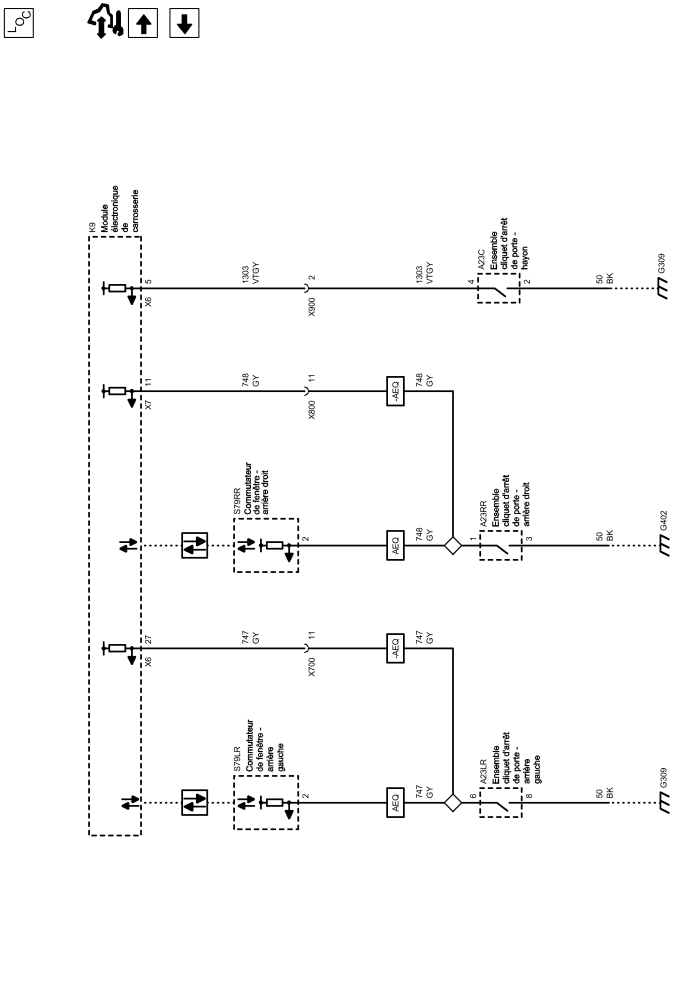 LOC
K9
Module
électronique
de
carrosserie
27
X6
11
X7
5
X6
S79LR
Commutateur
de fenêtre -
arrière
gauche
2
747
GY
11
X700
S79RR
Commutateur
de fenêtre -
arrière droit
2
748
GY
11
X800
1303
VTGY
2
X900
AEQ
-AEQ
AEQ
-AEQ
747
GY
747
GY
748
GY
748
GY
1303
VTGY
6
A23LR
Ensemble
cliquet d'arrêt
de porte -
arrière
gauche
8
1
A23RR
Ensemble
cliquet d'arrêt
de porte -
arrière droit
3
4
A23C
Ensemble
cliquet d'arrêt
de porte -
hayon
2
50
BK
50
BK
50
BK
G309
G402
G309